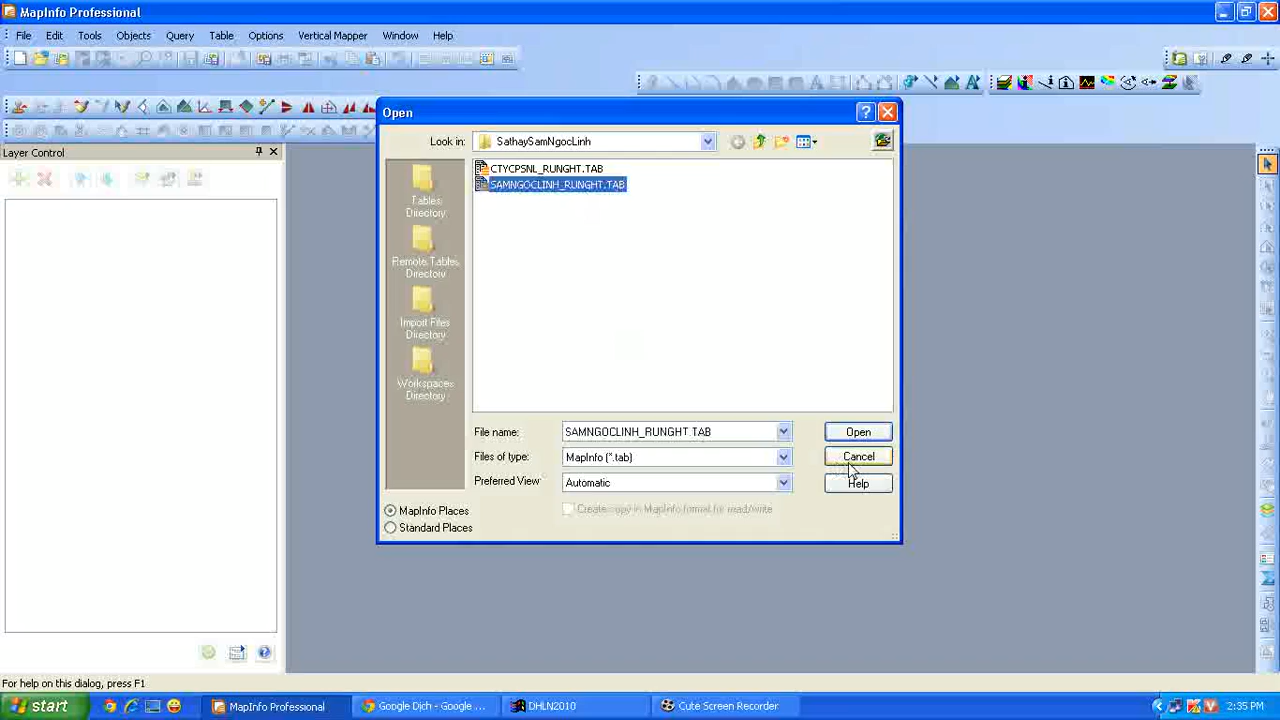 MapInfo Professional
File Edit Tools Objects Query Table Options Vertical Mapper Window Help
Layer Control
Open
Look in: SathaySamNgocLinh
CTYCPSNL_RUNGHT.TAB
SAMNGOCLINH_RUNGHT.TAB
Tables
Directory
Remote Tables
Directory
Import Files
Directory
Workspaces
Directory
File name: SAMNGOCLINH_RUNGHT.TAB Open
Files of type: MapInfo (*.tab) Cancel
Preferred View: Automatic Help
MapInfo Places
Create copy in MapInfo format for read/write
Standard Places
For help on this dialog, press F1
start MapInfo Professional Google Dịch - Google ... DHLN2010 Cute Screen Recorder 2:35 PM